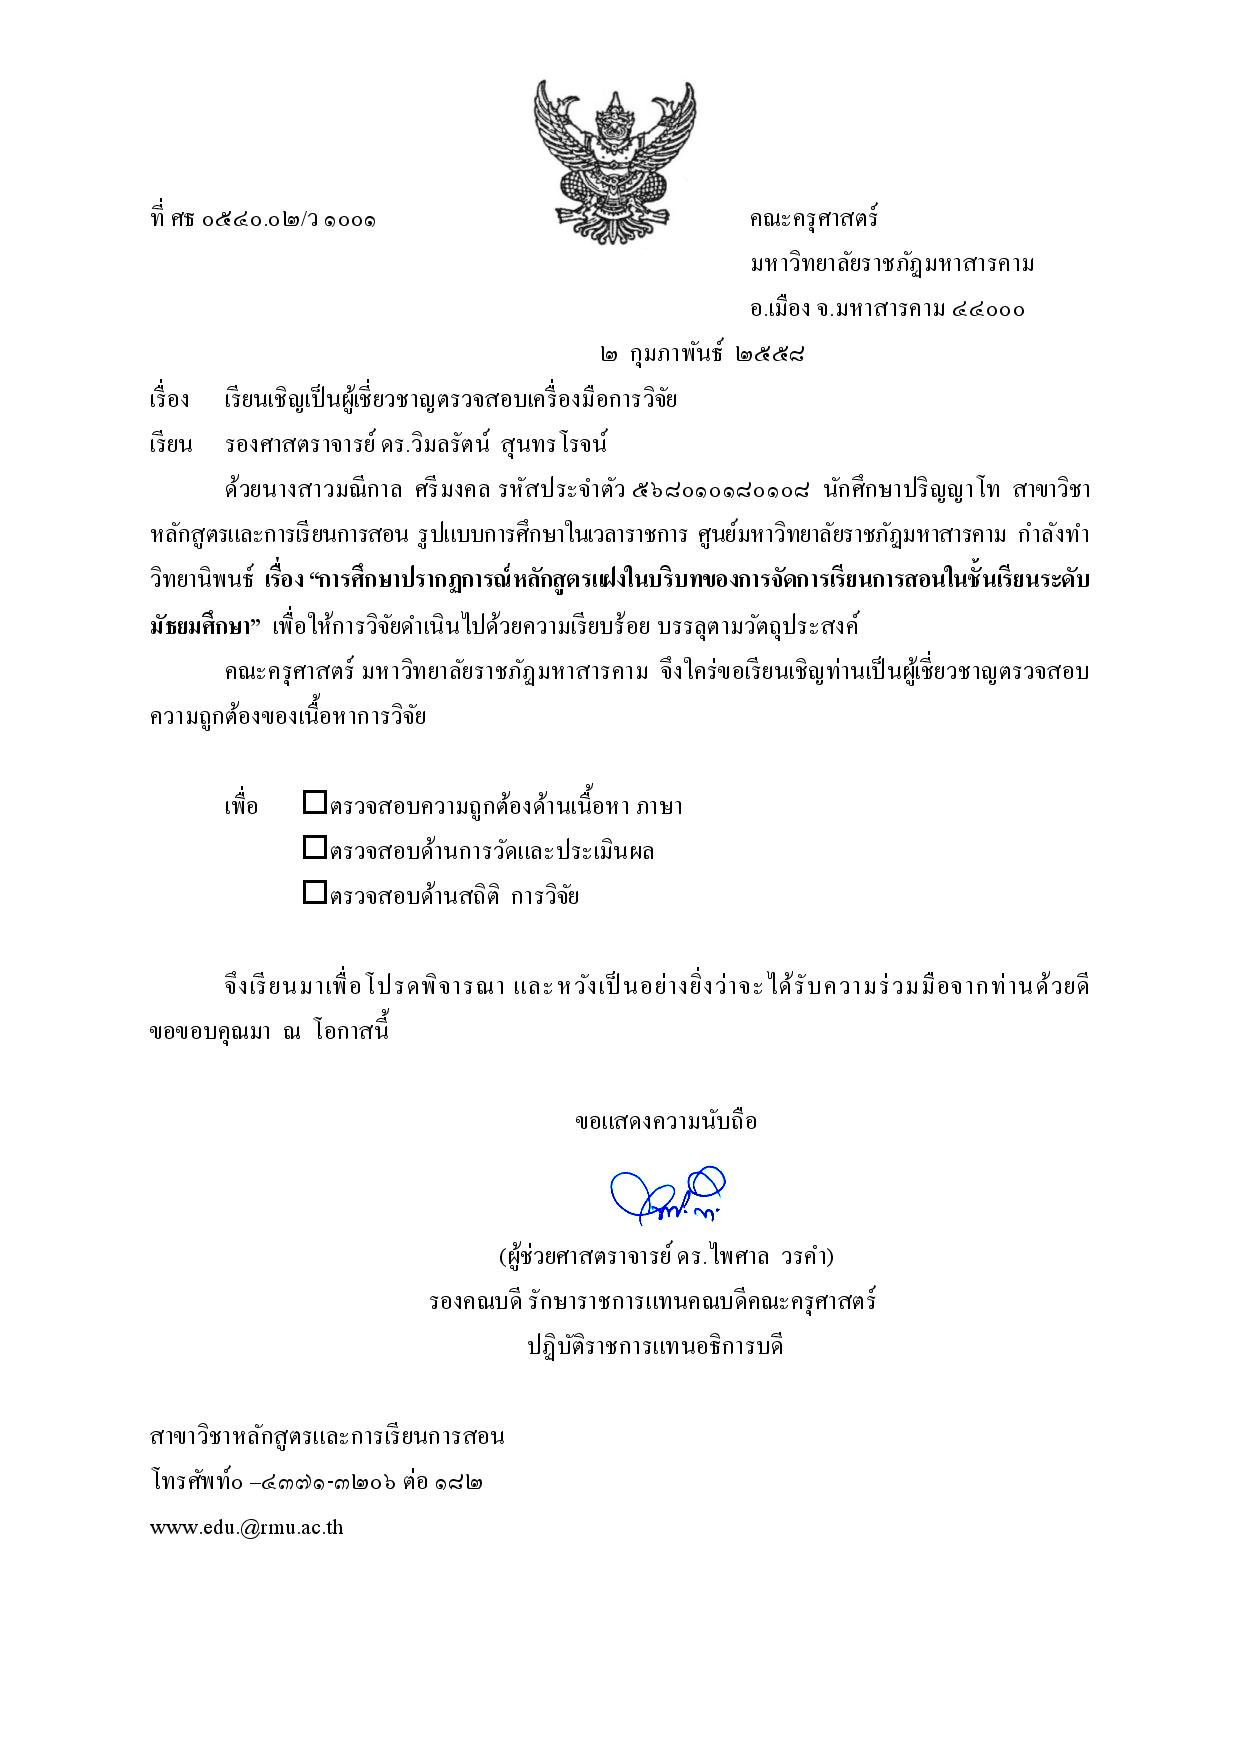 ที่ ศธ ๐๕๔๐.๐๒/ว ๑๐๐๑
คณะครุศาสตร์
มหาวิทยาลัยราชภัฏมหาสารคาม
อ.เมือง จ.มหาสารคาม ๔๔๐๐๐
๒ กุมภาพันธ์ ๒๕๕๘
เรื่อง เรียนเชิญเป็นผู้เชี่ยวชาญตรวจสอบเครื่องมือการวิจัย
เรียน รองศาสตราจารย์ ดร.วิมลรัตน์ สุนทรโรจน์
ด้วยนางสาวมณีกาล ศรีมงคล รหัสประจำตัว ๕๖๘๐๑๐๑๘๐๑๐๘ นักศึกษาปริญญาโท สาขาวิชา
หลักสูตรและการเรียนการสอน รูปแบบการศึกษาในเวลาราชการ ศูนย์มหาวิทยาลัยราชภัฏมหาสารคาม กำลังทำ
วิทยานิพนธ์ เรื่อง “การศึกษาปรากฏการณ์หลักสูตรแฝงในบริบทของการจัดการเรียนการสอนในชั้นเรียนระดับ
มัธยมศึกษา” เพื่อให้การวิจัยดำเนินไปด้วยความเรียบร้อย บรรลุตามวัตถุประสงค์
คณะครุศาสตร์ มหาวิทยาลัยราชภัฏมหาสารคาม จึงใคร่ขอเรียนเชิญท่านเป็นผู้เชี่ยวชาญตรวจสอบ
ความถูกต้องของเนื้อหาการวิจัย
เพื่อ ตรวจสอบความถูกต้องด้านเนื้อหา ภาษา
ตรวจสอบด้านการวัดและประเมินผล
ตรวจสอบด้านสถิติ การวิจัย
จึงเรียนมาเพื่อโปรดพิจารณา และหวังเป็นอย่างยิ่งว่าจะได้รับความร่วมมือจากท่านด้วยดี
ขอขอบคุณมา ณ โอกาสนี้
ขอแสดงความนับถือ
(ผู้ช่วยศาสตราจารย์ ดร.ไพศาล วรคำ)
รองคณบดี รักษาราชการแทนคณบดีคณะครุศาสตร์
ปฏิบัติราชการแทนอธิการบดี
สาขาวิชาหลักสูตรและการเรียนการสอน
โทรศัพท์๐ –๔๓๗๑-๓๒๐๖ ต่อ ๑๘๒
www.edu.@rmu.ac.th